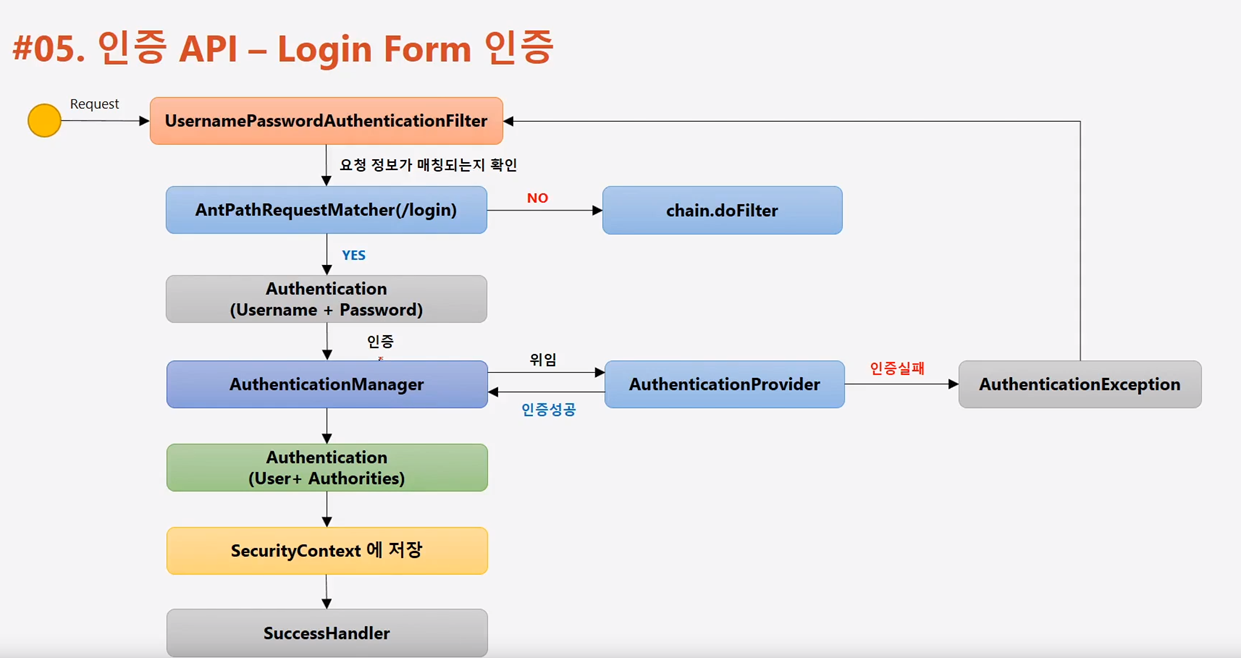 #05. 인증 API – Login Form 인증
Request
UsernamePasswordAuthenticationFilter
요청 정보가 매칭되는지 확인
AntPathRequestMatcher(/login)
NO
chain.doFilter
YES
Authentication
(Username + Password)
인증
AuthenticationManager
위임
인증성공
AuthenticationProvider
인증실패
AuthenticationException
Authentication
(User+ Authorities)
SecurityContext 에 저장
SuccessHandler